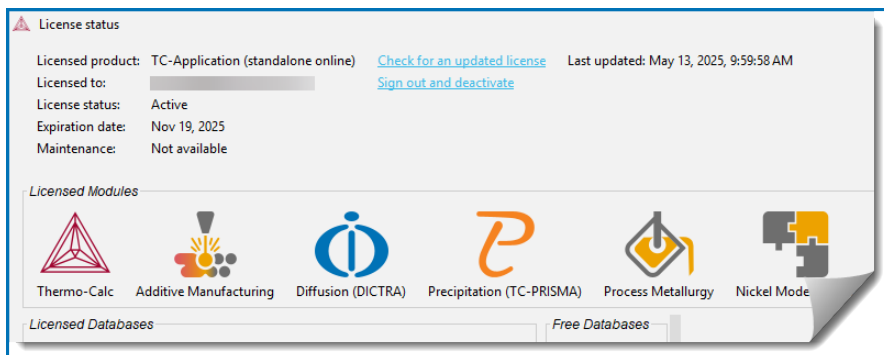 License status
Licensed product: TC-Application (standalone online) Check for an updated license Last updated: May 13, 2025, 9:59:58 AM
Licensed to: Sign out and deactivate
License status: Active
Expiration date: Nov 19, 2025
Maintenance: Not available
Licensed Modules
Thermo-Calc Additive Manufacturing Diffusion (DICTRA) Precipitation (TC-PRISMA) Process Metallurgy Nickel Mode
Licensed Databases Free Databases